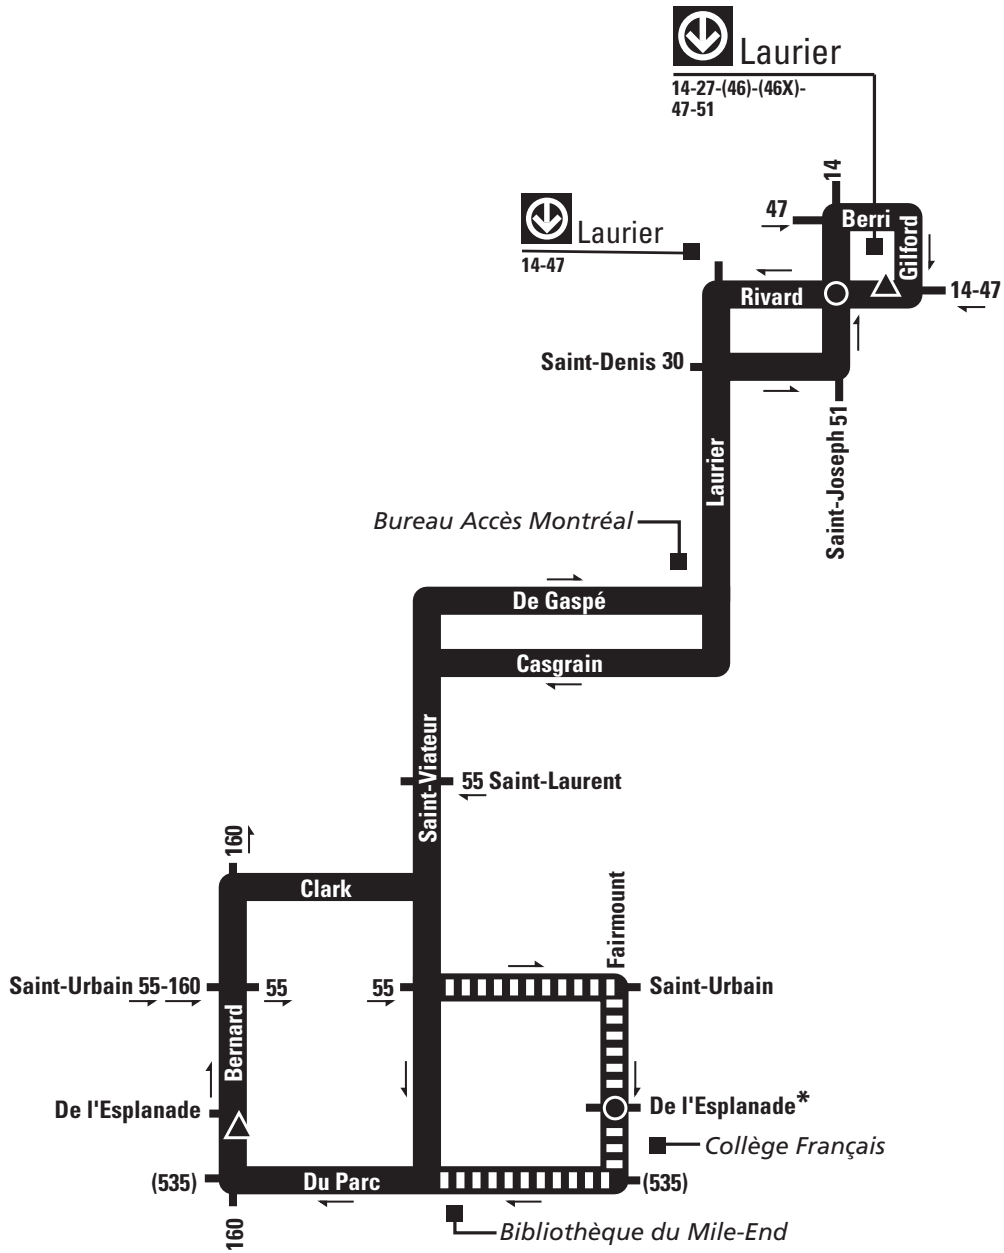 Laurier
14-27-(46)-(46X)-
47-51
14
47
Berri
Gilford
Laurier
14-47
Rivard
14-47
Saint-Denis 30
Saint-Joseph 51
Laurier
Bureau Accès Montréal
De Gaspé
Casgrain
Saint-Viateur
55 Saint-Laurent
160
Clark
Fairmount
Saint-Urbain 55-160
55
55
Saint-Urbain
Bernard
De l'Esplanade
De l'Esplanade*
Collège Français
(535)
Du Parc
(535)
160
Bibliothèque du Mile-End